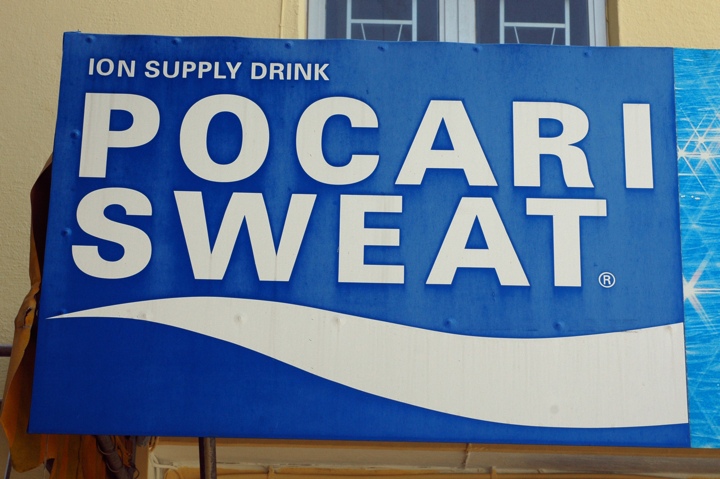 ION SUPPLY DRINK
POCARI
SWEAT®